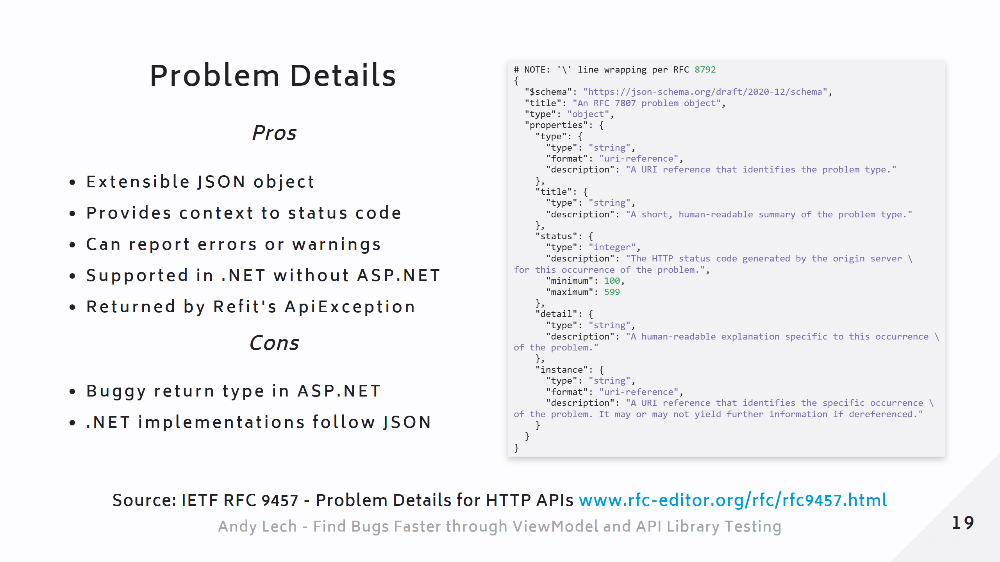 Problem Details
Pros
• Extensible JSON object
• Provides context to status code
• Can report errors or warnings
• Supported in .NET without ASP.NET
• Returned by Refit's ApiException
Cons
• Buggy return type in ASP.NET
• .NET implementations follow JSON
# NOTE: '\' line wrapping per RFC 8792
{
  "$schema": "https://json-schema.org/draft/2020-12/schema",
  "title": "An RFC 7807 problem object",
  "type": "object",
  "properties": {
    "type": {
      "type": "string",
      "format": "uri-reference",
      "description": "A URI reference that identifies the problem type."
    },
    "title": {
      "type": "string",
      "description": "A short, human-readable summary of the problem type."
    },
    "status": {
      "type": "integer",
      "description": "The HTTP status code generated by the origin server \
for this occurrence of the problem.",
      "minimum": 100,
      "maximum": 599
    },
    "detail": {
      "type": "string",
      "description": "A human-readable explanation specific to this occurrence \
of the problem."
    },
    "instance": {
      "type": "string",
      "format": "uri-reference",
      "description": "A URI reference that identifies the specific occurrence \
of the problem. It may or may not yield further information if dereferenced."
    }
  }
}
Source: IETF RFC 9457 - Problem Details for HTTP APIs www.rfc-editor.org/rfc/rfc9457.html
Andy Lech - Find Bugs Faster through ViewModel and API Library Testing
19